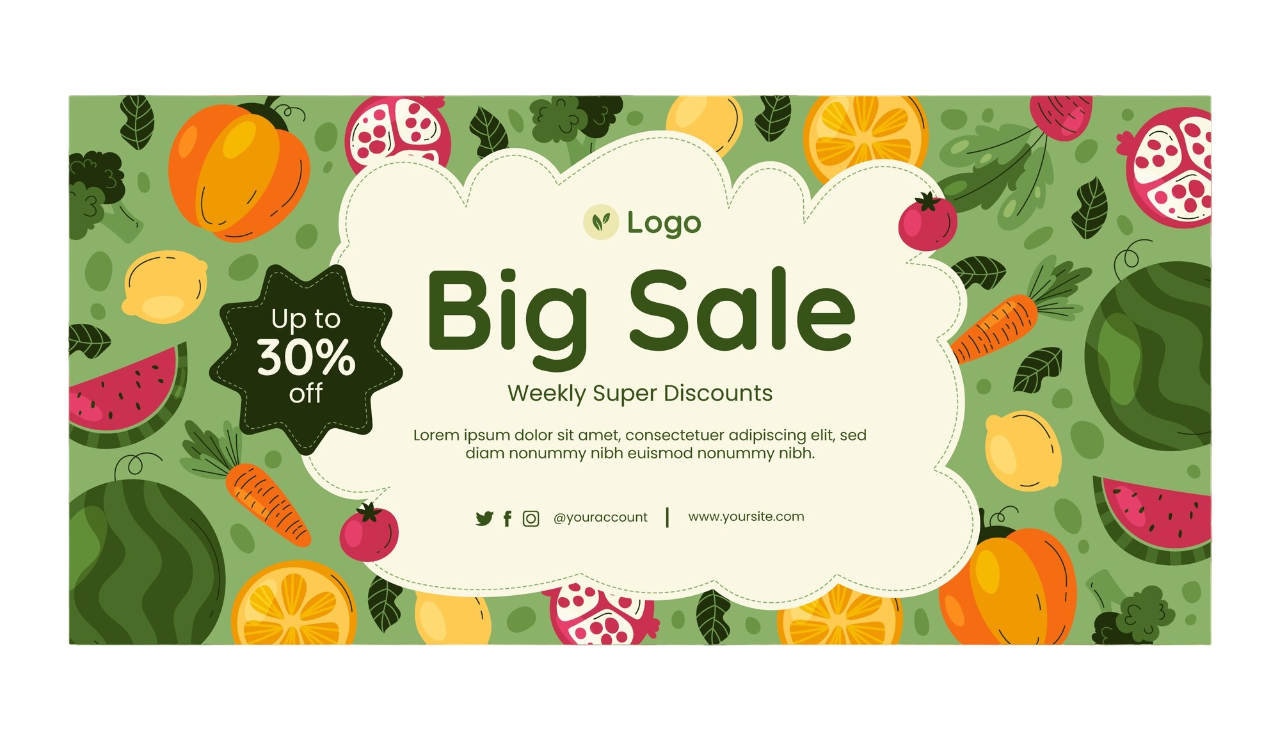 Logo
Big Sale
Up to
30%
off
Weekly Super Discounts
Lorem ipsum dolor sit amet, consectetuer adipiscing elit, sed
diam nonummy nibh euismod nonummy nibh.
@youraccount | www.yoursite.com